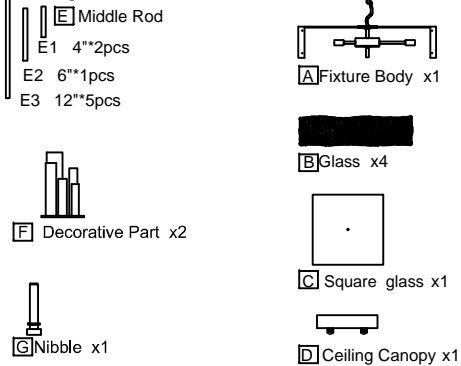 E Middle Rod
E1 4"*2pcs
E2 6"*1pcs
E3 12"*5pcs
F Decorative Part x2
G Nibble x1
A Fixture Body x1
B Glass x4
C Square glass x1
D Ceiling Canopy x1